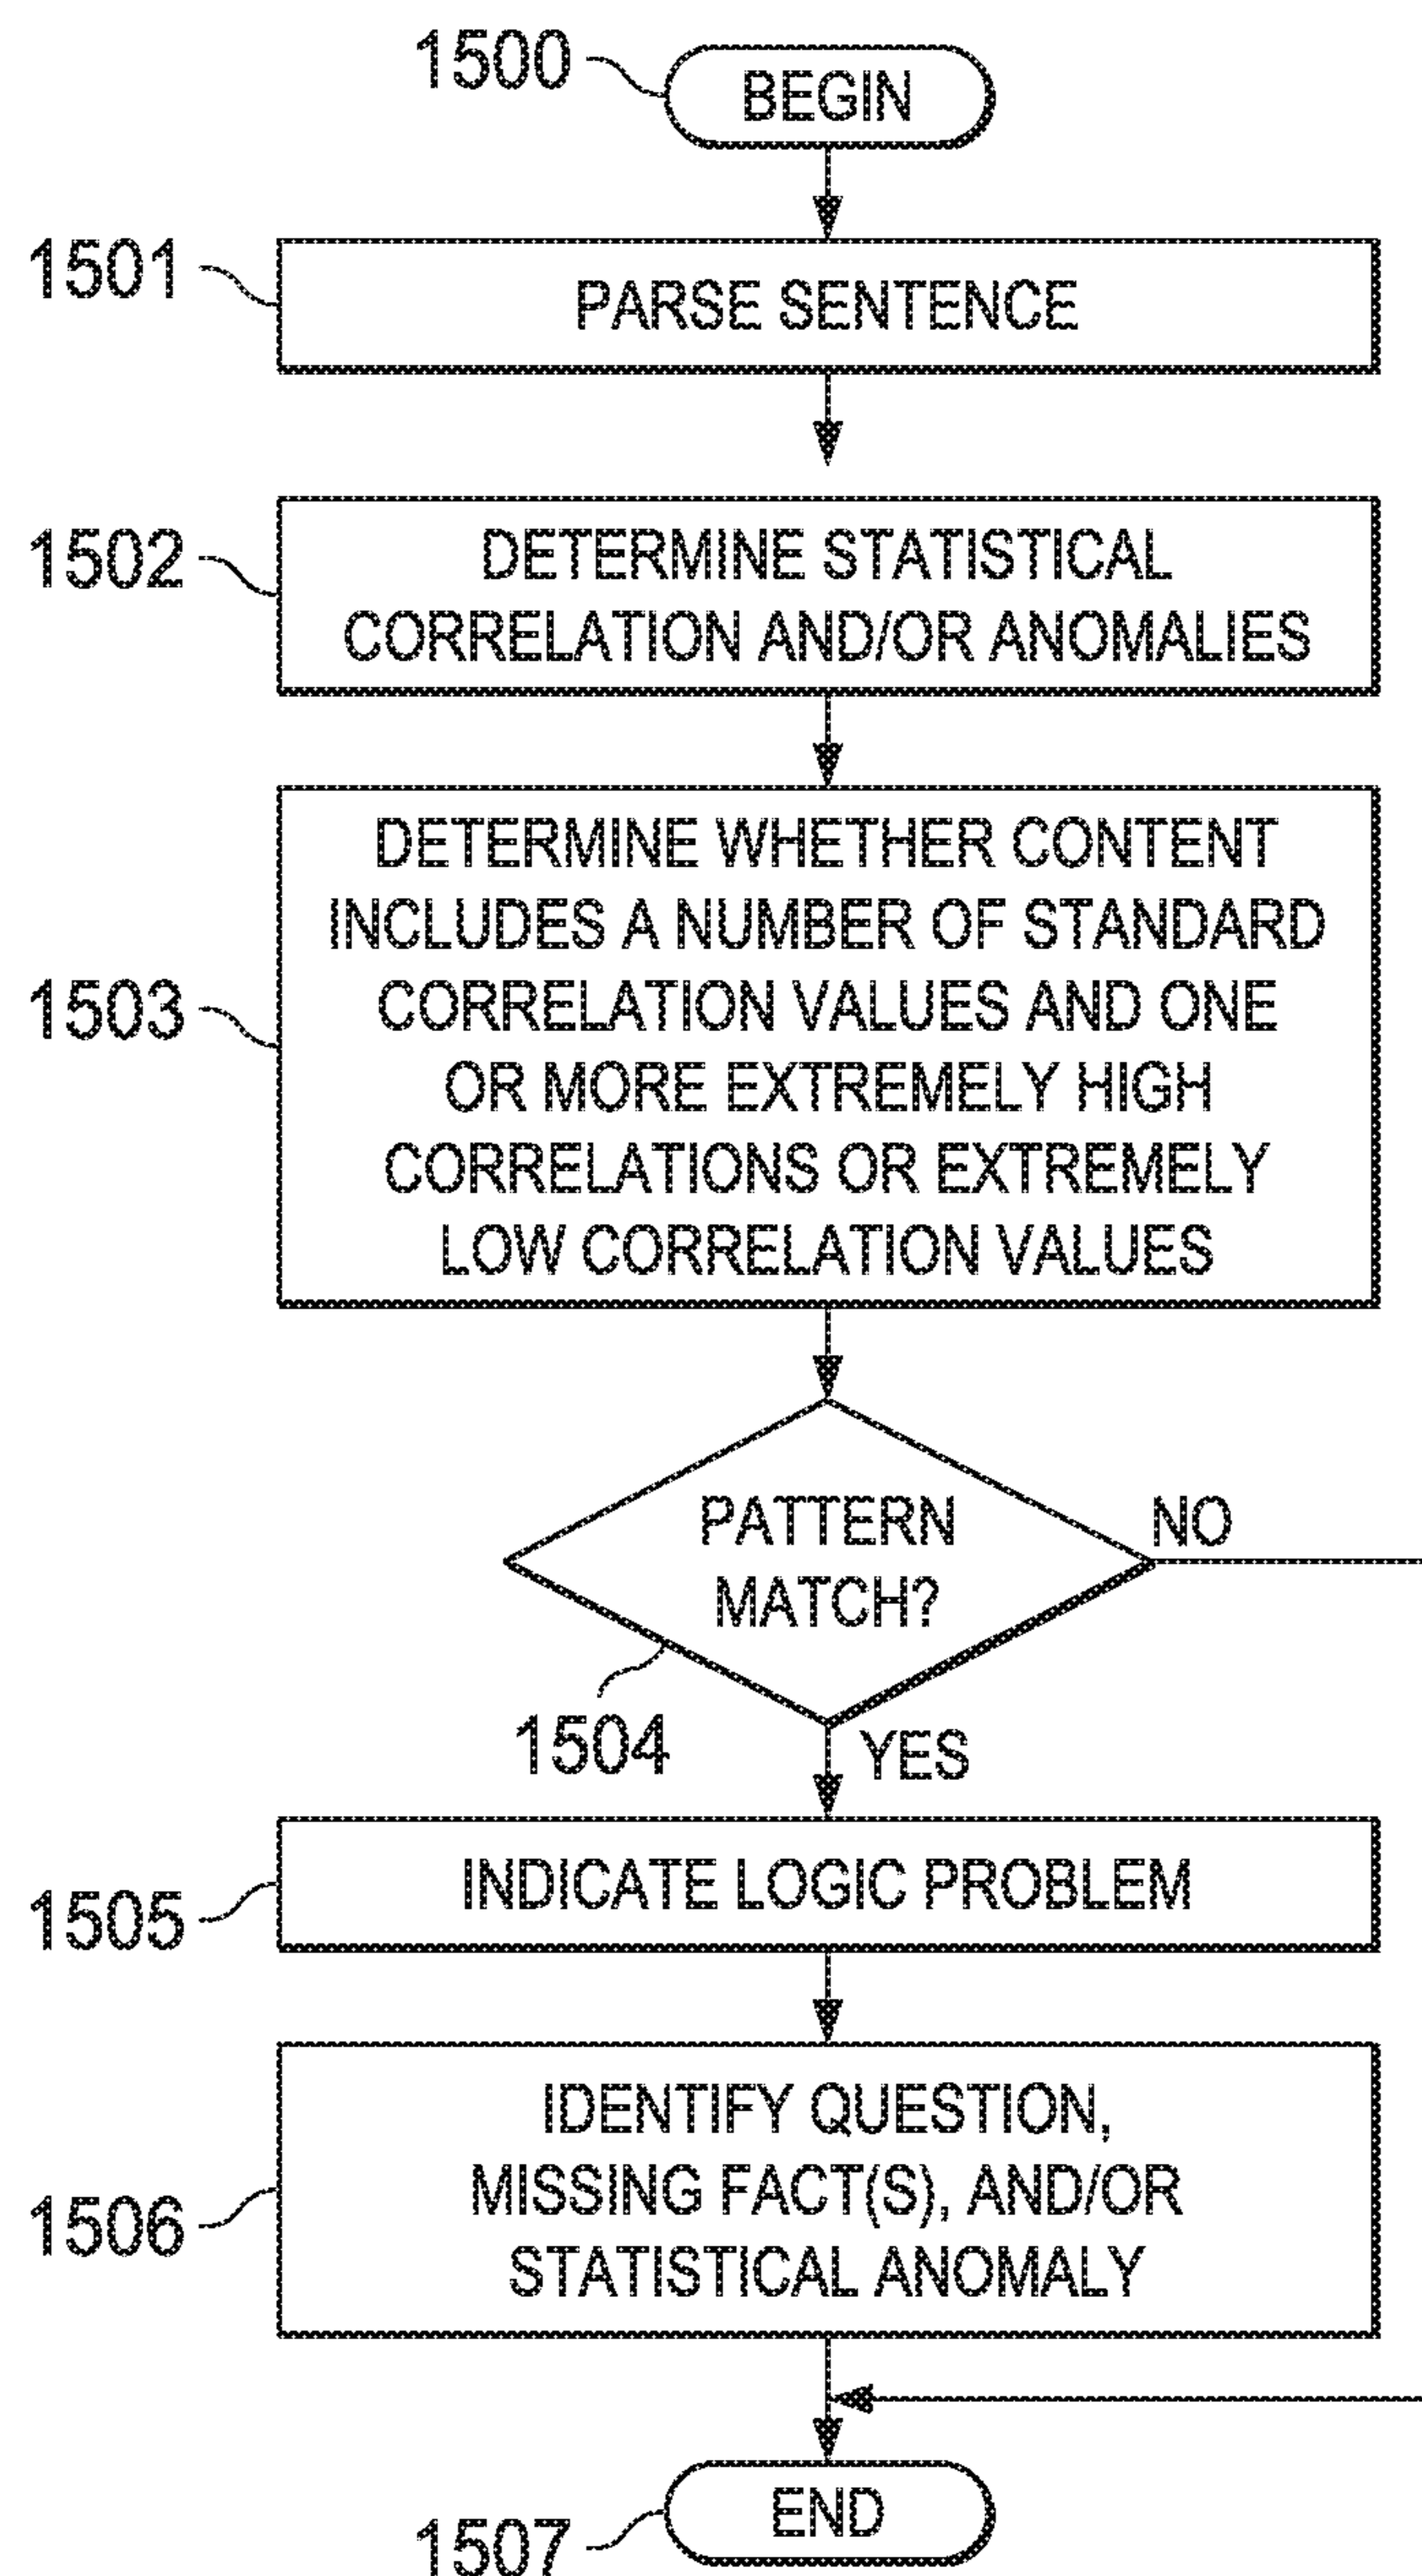 1500
BEGIN
1501
PARSE SENTENCE
1502
DETERMINE STATISTICAL
CORRELATION AND/OR ANOMALIES
1503
DETERMINE WHETHER CONTENT
INCLUDES A NUMBER OF STANDARD
CORRELATION VALUES AND ONE
OR MORE EXTREMELY HIGH
CORRELATIONS OR EXTREMELY
LOW CORRELATION VALUES
PATTERN
MATCH?
NO
1504
YES
1505
INDICATE LOGIC PROBLEM
1506
IDENTIFY QUESTION,
MISSING FACT(S), AND/OR
STATISTICAL ANOMALY
1507
END